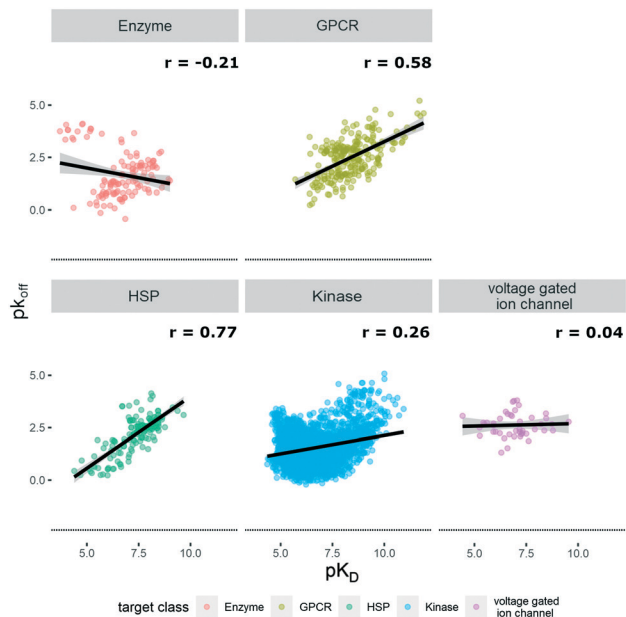 Enzyme
GPCR
r = -0.21
r = 0.58
5.0
2.5
0.0
pkoff
HSP
Kinase
voltage gated
ion channel
r = 0.77
r = 0.26
r = 0.04
5.0
2.5
0.0
5.0 7.5 10.0
5.0 7.5 10.0
5.0 7.5 10.0
pKD
target class Enzyme GPCR HSP Kinase voltage gated
ion channel